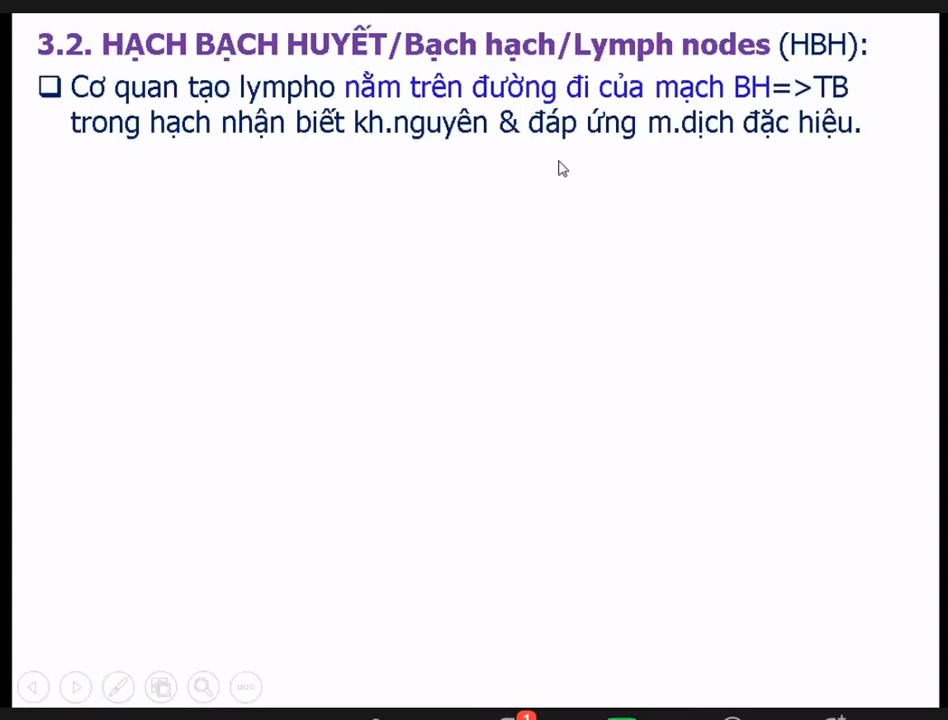 3.2. HẠCH BẠCH HUYẾT/Bạch hạch/Lymph nodes (HBH):
❑ Cơ quan tạo lympho nằm trên đường đi của mạch BH=>TB
trong hạch nhận biết kh.nguyên & đáp ứng m.dịch đặc hiệu.
1